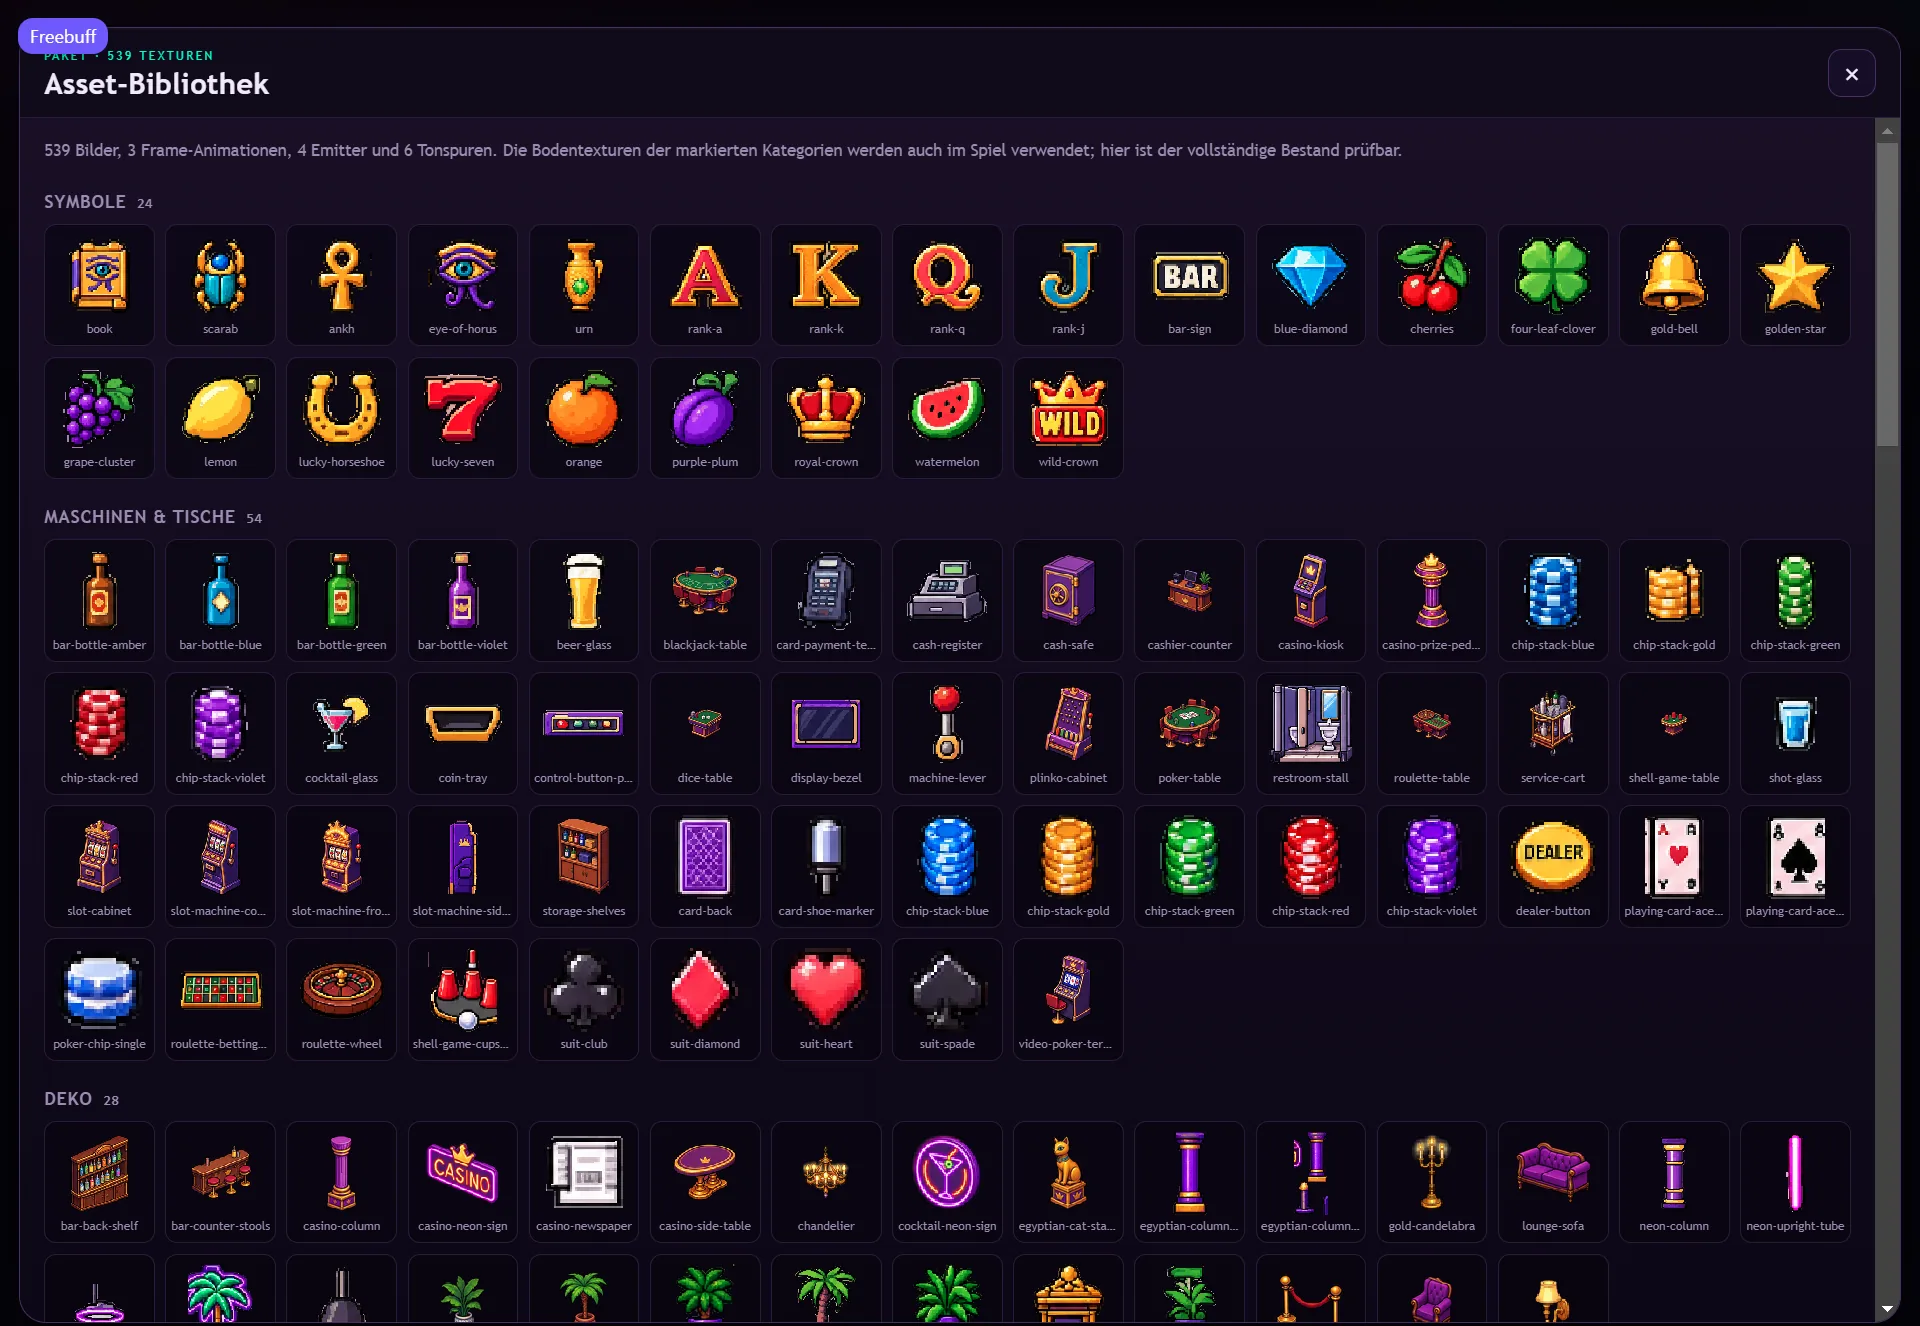 Freebuff
PAKET · 539 TEXTUREN
Asset-Bibliothek
539 Bilder, 3 Frame-Animationen, 4 Emitter und 6 Tonspuren. Die Bodentexturen der markierten Kategorien werden auch im Spiel verwendet; hier ist der vollständige Bestand prüfbar.
SYMBOLE 24
A K Q J BAR
book scarab ankh eye-of-horus urn rank-a rank-k rank-q rank-j bar-sign blue-diamond cherries four-leaf-clover gold-bell golden-star
7 WILD
grape-cluster lemon lucky-horseshoe lucky-seven orange purple-plum royal-crown watermelon wild-crown
MASCHINEN & TISCHE 54
bar-bottle-amber bar-bottle-blue bar-bottle-green bar-bottle-violet beer-glass blackjack-table card-payment-te... cash-register cash-safe cashier-counter casino-kiosk casino-prize-ped... chip-stack-blue chip-stack-gold chip-stack-green
chip-stack-red chip-stack-violet cocktail-glass coin-tray control-button-p... dice-table display-bezel machine-lever plinko-cabinet poker-table restroom-stall roulette-table service-cart shell-game-table shot-glass
DEALER A A
slot-cabinet slot-machine-co... slot-machine-fro... slot-machine-sid... storage-shelves card-back card-shoe-marker chip-stack-blue chip-stack-gold chip-stack-green chip-stack-red chip-stack-violet dealer-button playing-card-ace... playing-card-ace...
poker-chip-single roulette-betting... roulette-wheel shell-game-cups... suit-club suit-diamond suit-heart suit-spade video-poker-ter...
DEKO 28
CASINO
bar-back-shelf bar-counter-stools casino-column casino-neon-sign casino-newspaper casino-side-table chandelier cocktail-neon-sign egyptian-cat-sta... egyptian-column... egyptian-column... gold-candelabra lounge-sofa neon-column neon-upright-tube